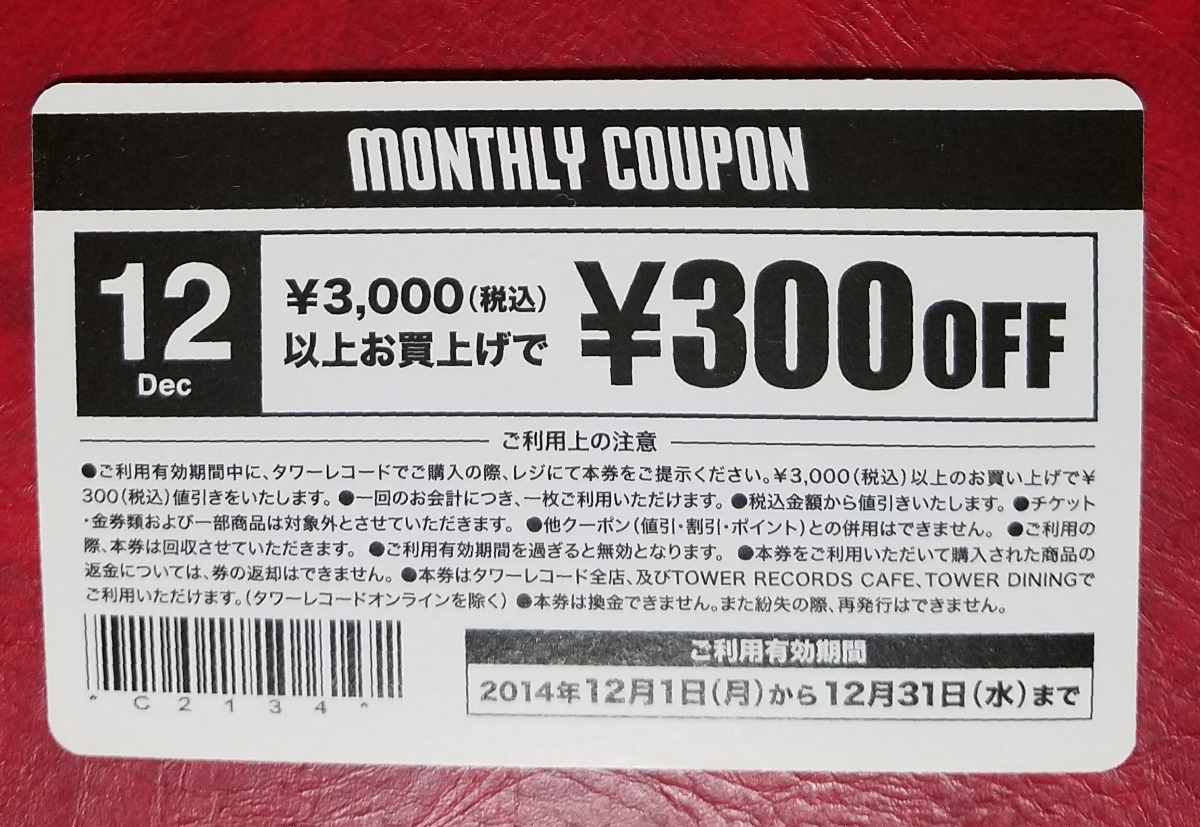 MONTHLY COUPON
12
Dec
¥3,000(税込)
以上お買上げで
¥300OFF
ご利用上の注意
●ご利用有効期間中に、タワーレコードでご購入の際、レジにて本券をご提示ください。¥3,000(税込)以上のお買い上げで¥
300(税込)値引きをいたします。●一回のお会計につき、一枚ご利用いただけます。●税込金額から値引きいたします。●チケット
・金券類および一部商品は対象外とさせていただきます。●他クーポン(値引・割引・ポイント)との併用はできません。●ご利用の
際、本券は回収させていただきます。●ご利用有効期間を過ぎると無効となります。●本券をご利用いただいて購入された商品の
返金については、券の返却はできません。●本券はタワーレコード全店、及びTOWER RECORDS CAFE、TOWER DININGで
ご利用いただけます。(タワーレコードオンラインを除く)●本券は換金できません。また紛失の際、再発行はできません。
*C2134*
ご利用有効期間
2014年12月1日(月)から12月31日(水)まで